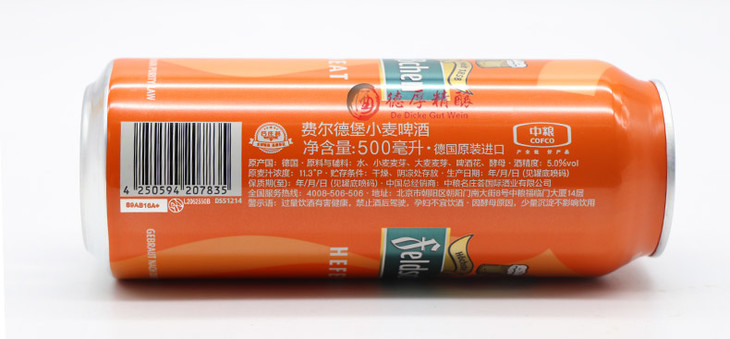 德厚精酿
De Dicke Gut Wein
费尔德堡小麦啤酒
净含量:500毫升·德国原装进口
中粮
COFCO
原产国:德国·原料与辅料:水、小麦麦芽、大麦麦芽、啤酒花、酵母·酒精度:5.0%vol
原麦汁浓度:11.3°P·贮存条件:干燥、阴凉处存放·生产日期:年/月/日(见罐底喷码)
保质期(至):年/月/日(见罐底喷码)·中国总经销商:中粮名庄荟国际酒业有限公司
全国服务热线:4008-506-506·地址:北京市朝阳区朝阳门南大街8号中粮福临门大厦14层
警示语:过量饮酒有害健康,禁止酒后驾驶,孕妇不宜饮酒·因酵母原因,少量沉淀不影响饮用
4 250594 207835
B9AB16A+
L2062550B
D551214
EAT
HEFE
Feldsch
GEBRAUT NACH